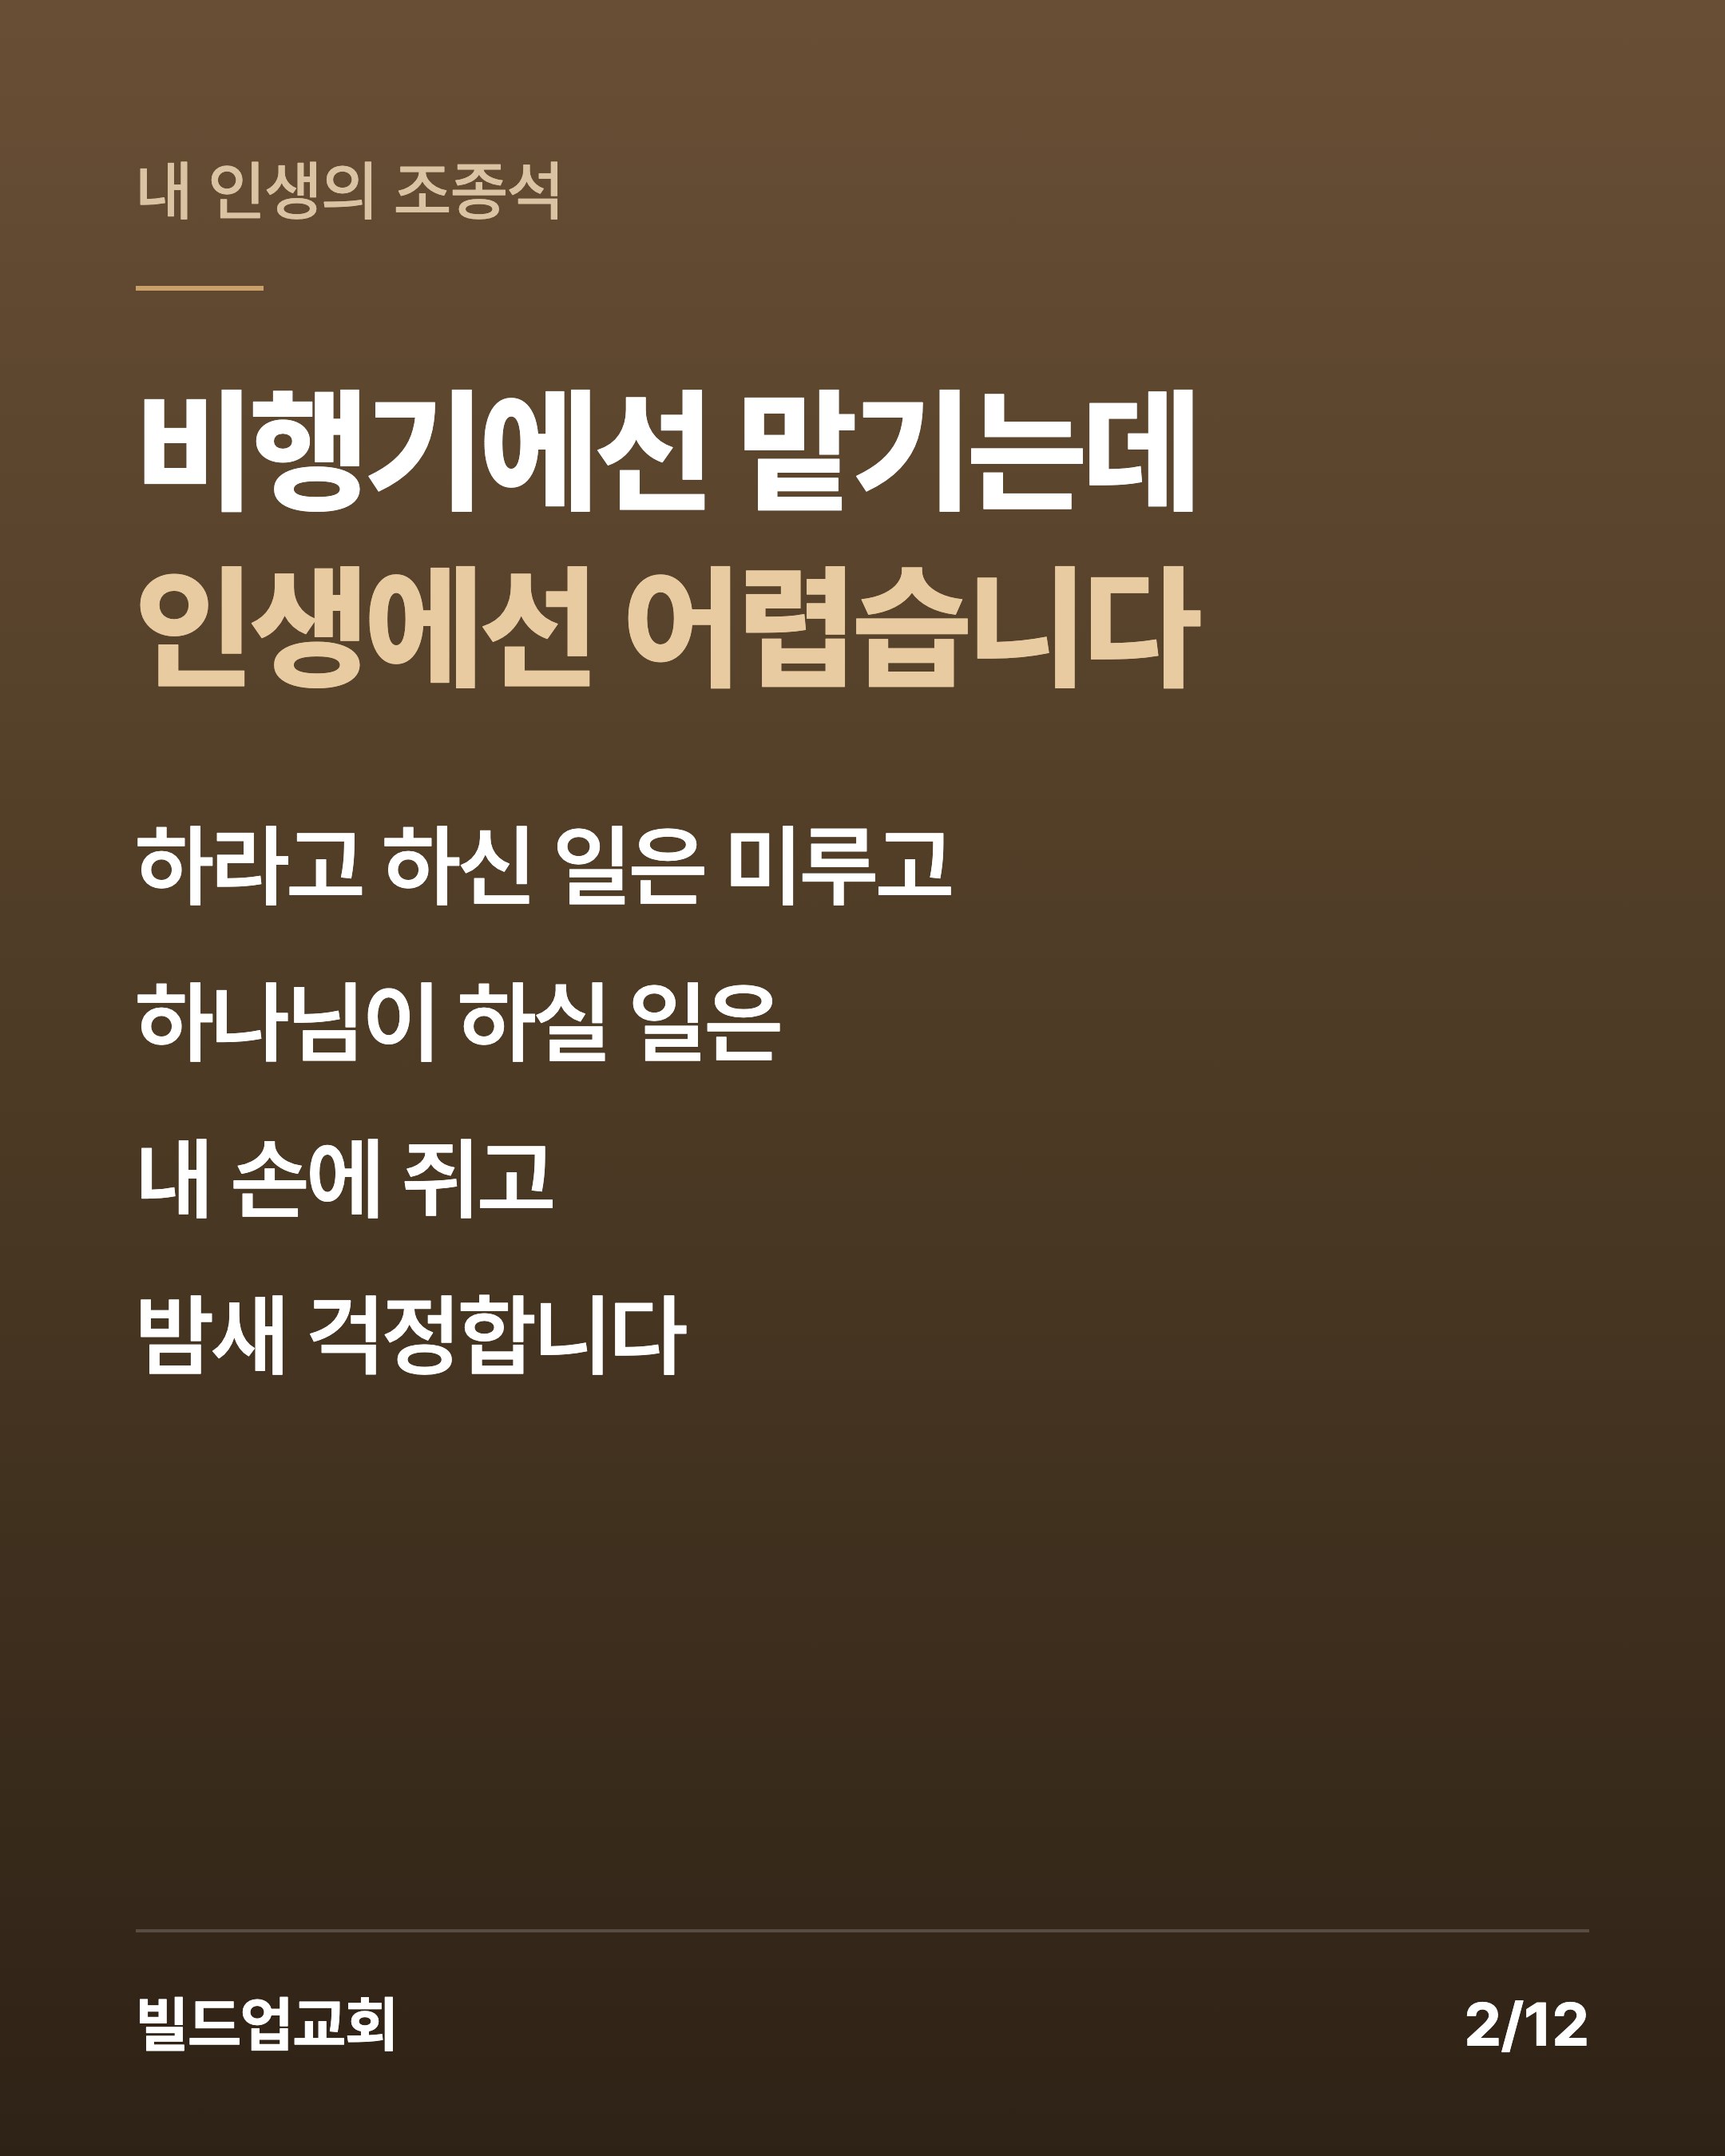 내 인생의 조종석
비행기에선 맡기는데
인생에선 어렵습니다
하라고 하신 일은 미루고
하나님이 하실 일은
내 손에 쥐고
밤새 걱정합니다
빌드업교회
2/12